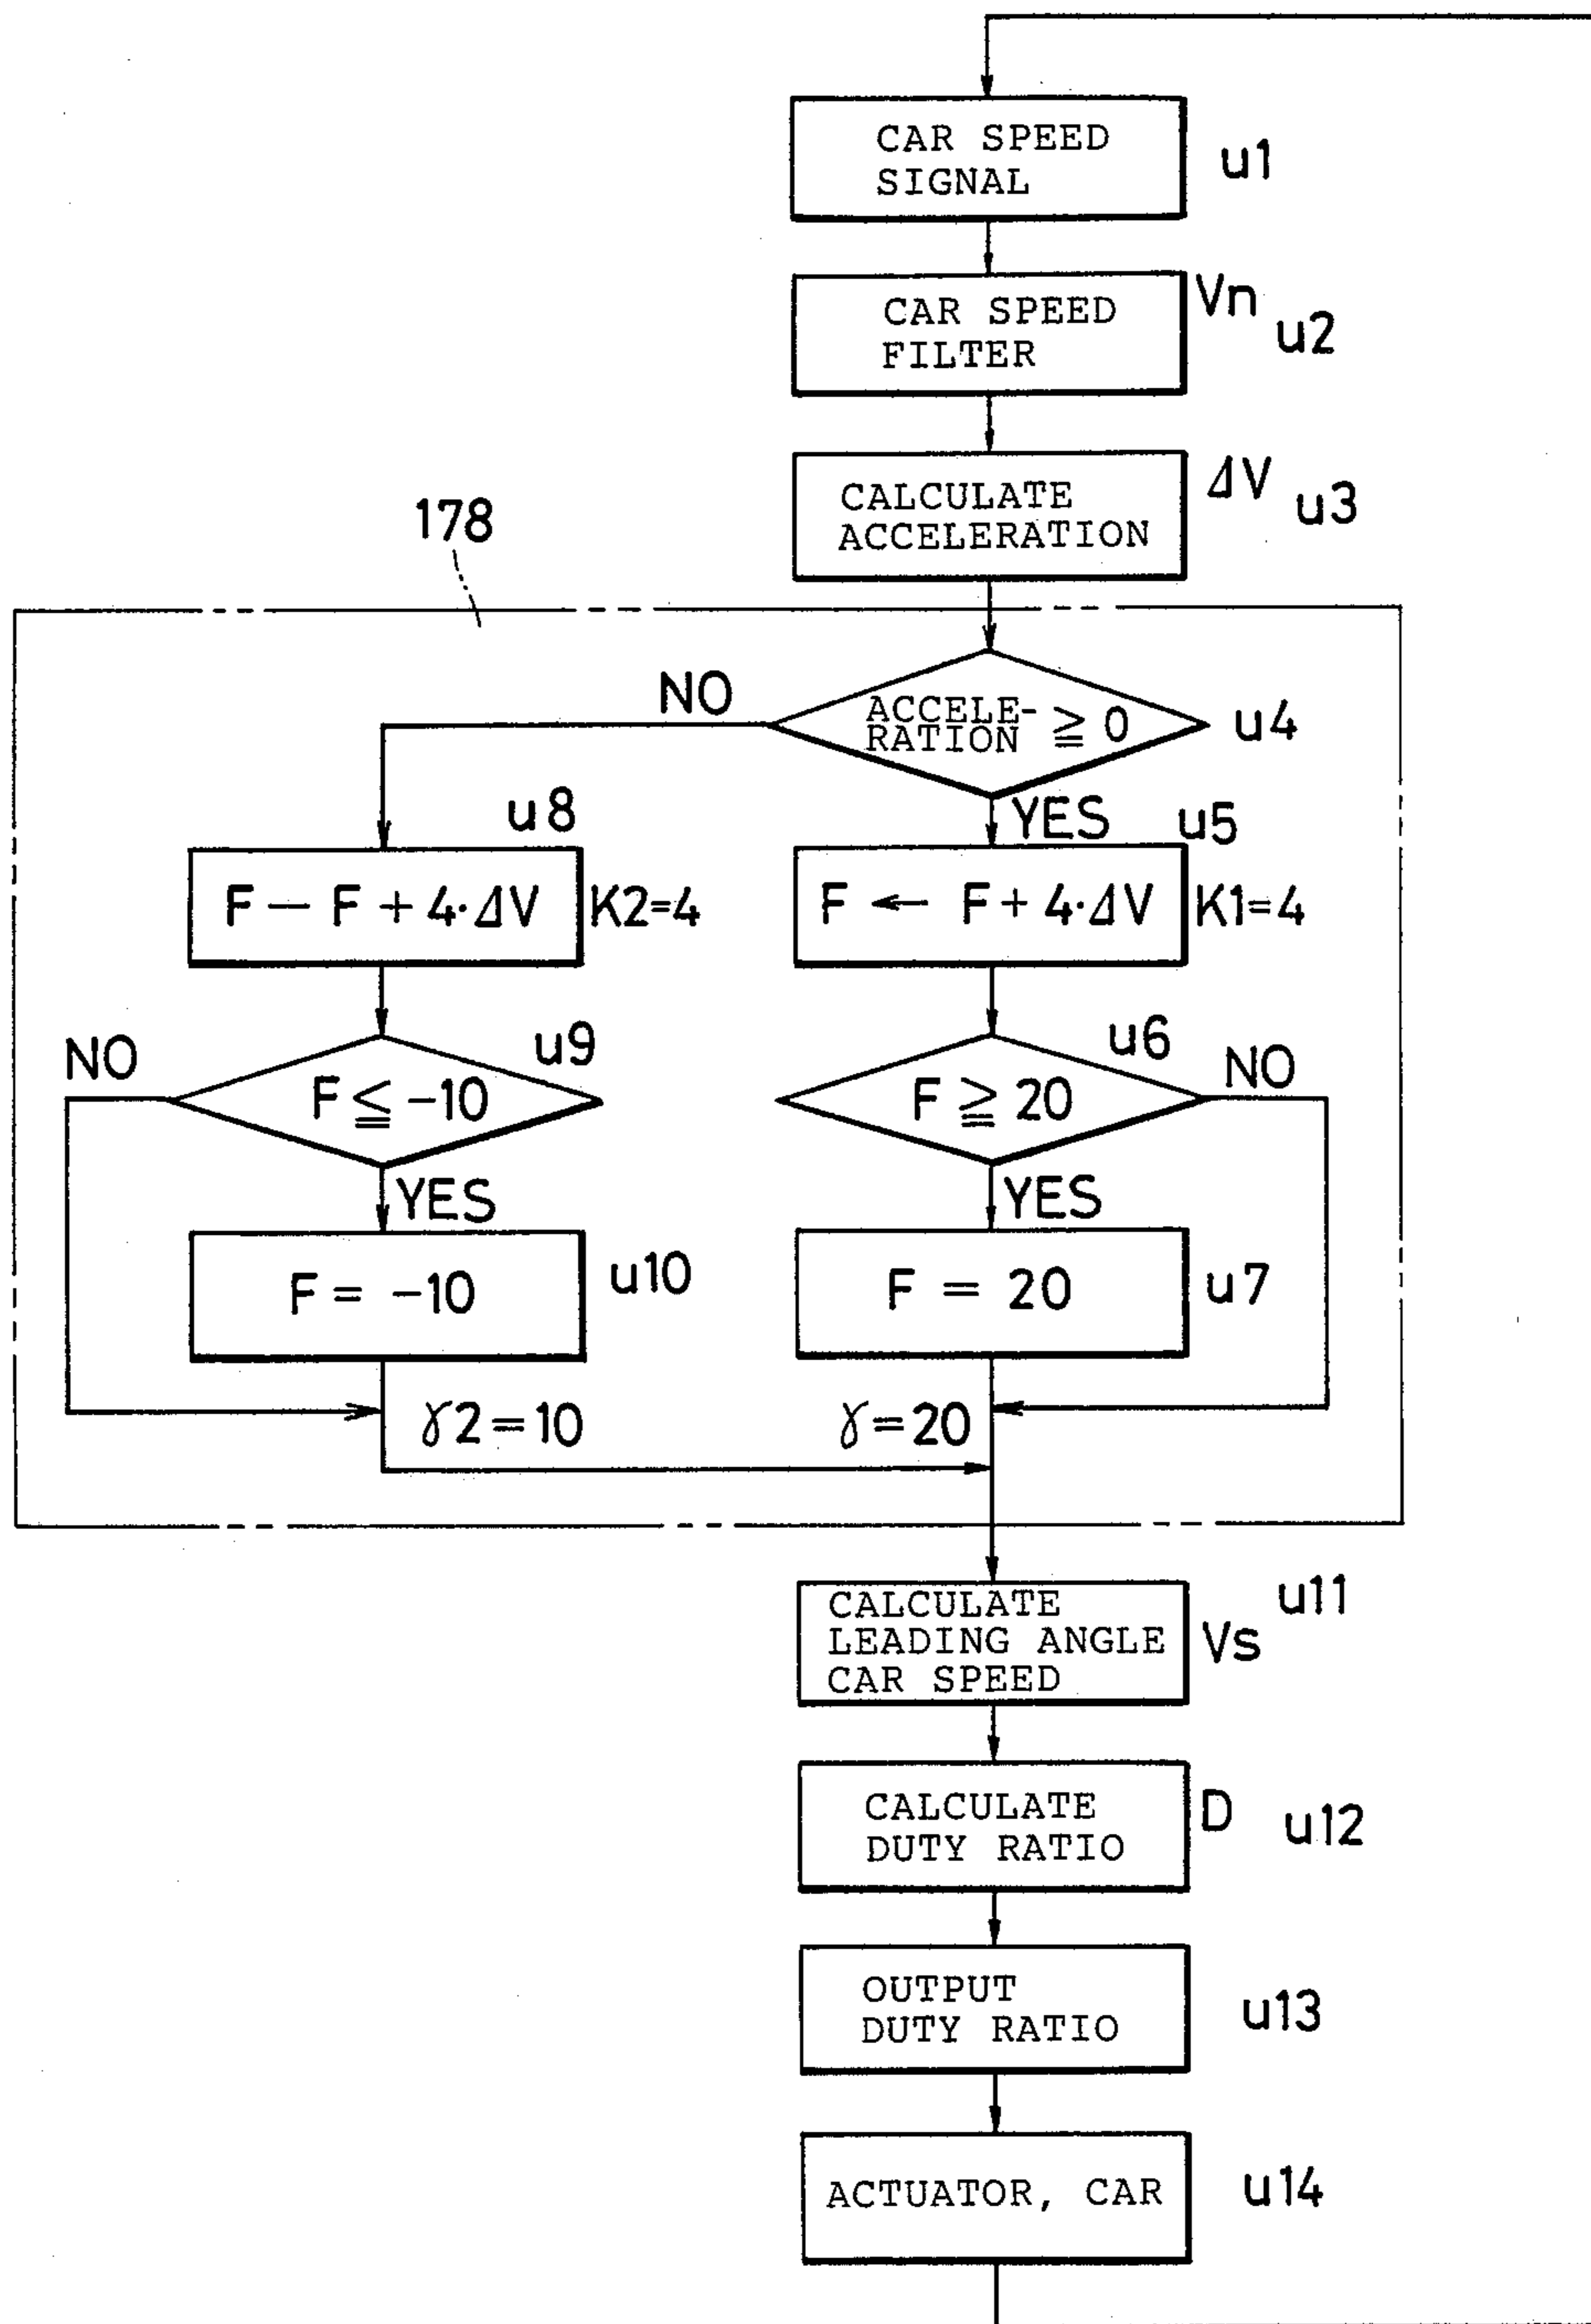 CAR SPEED
SIGNAL
u1
CAR SPEED
FILTER
Vn
u2
CALCULATE
ACCELERATION
ΔV
u3
178
ACCELE-
RATION ≧ 0
u4
NO
YES
u8
F — F + 4·ΔV
K2=4
u5
F ← F + 4·ΔV
K1=4
u9
F ≦ -10
NO
YES
u6
F ≧ 20
NO
YES
F = -10
u10
F = 20
u7
γ2=10
γ=20
CALCULATE
LEADING ANGLE
CAR SPEED
Vs
u11
CALCULATE
DUTY RATIO
D
u12
OUTPUT
DUTY RATIO
u13
ACTUATOR, CAR
u14